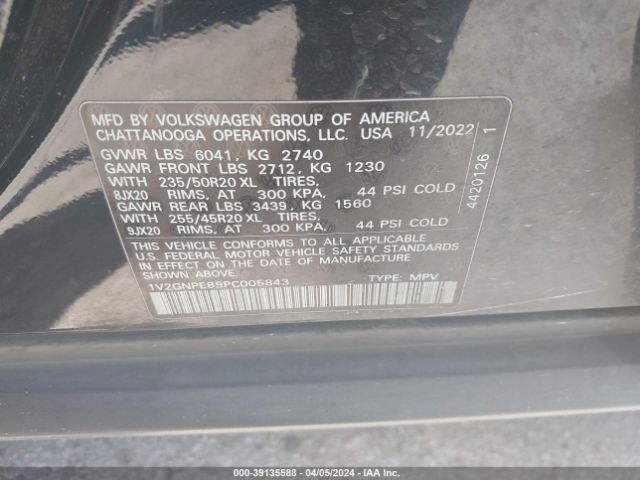 MFD BY VOLKSWAGEN GROUP OF AMERICA
CHATTANOOGA OPERATIONS, LLC. USA 11/2022
GVWR LBS 6041, KG 2740
GAWR FRONT LBS 2712, KG 1230
WITH 235/50R20 XL TIRES,
8JX20 RIMS, AT 300 KPA, 44 PSI COLD
GAWR REAR LBS 3439, KG 1560
WITH 255/45R20 XL TIRES,
9JX20 RIMS, AT 300 KPA, 44 PSI COLD
THIS VEHICLE CONFORMS TO ALL APPLICABLE
U.S. FEDERAL MOTOR VEHICLE SAFETY STANDARDS
IN EFFECT ON THE DATE OF MANUFACTURE
1V2GNPEB9PC005843 TYPE: MPV
4420126 1
000-39135588 - 04/05/2024 - IAA Inc.